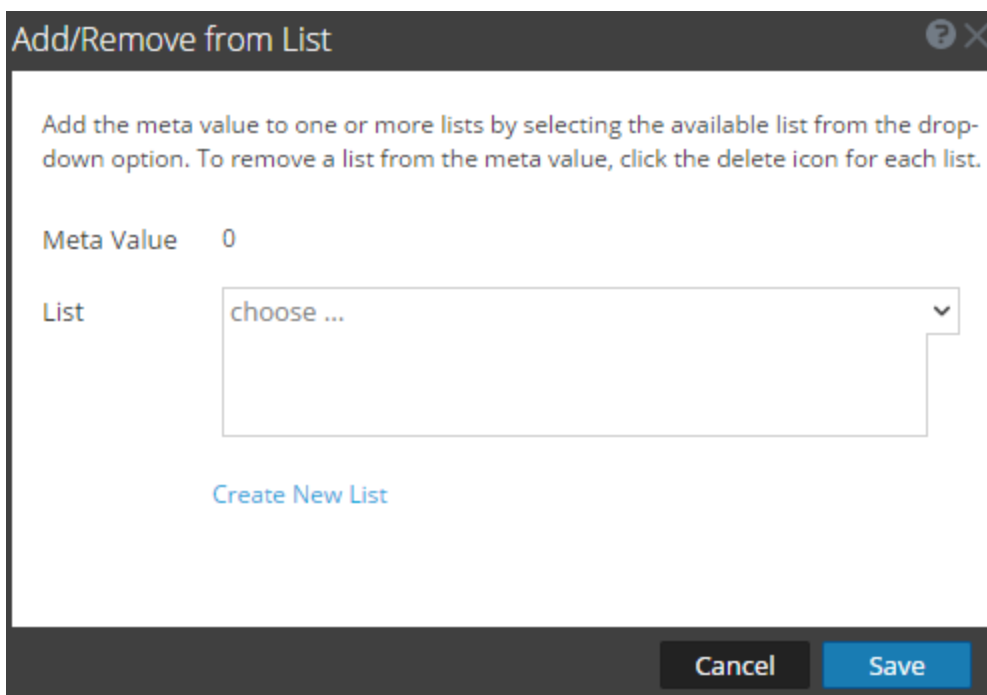 Add/Remove from List
Add the meta value to one or more lists by selecting the available list from the drop-
down option. To remove a list from the meta value, click the delete icon for each list.
Meta Value 0
List choose ...
Create New List
Cancel Save